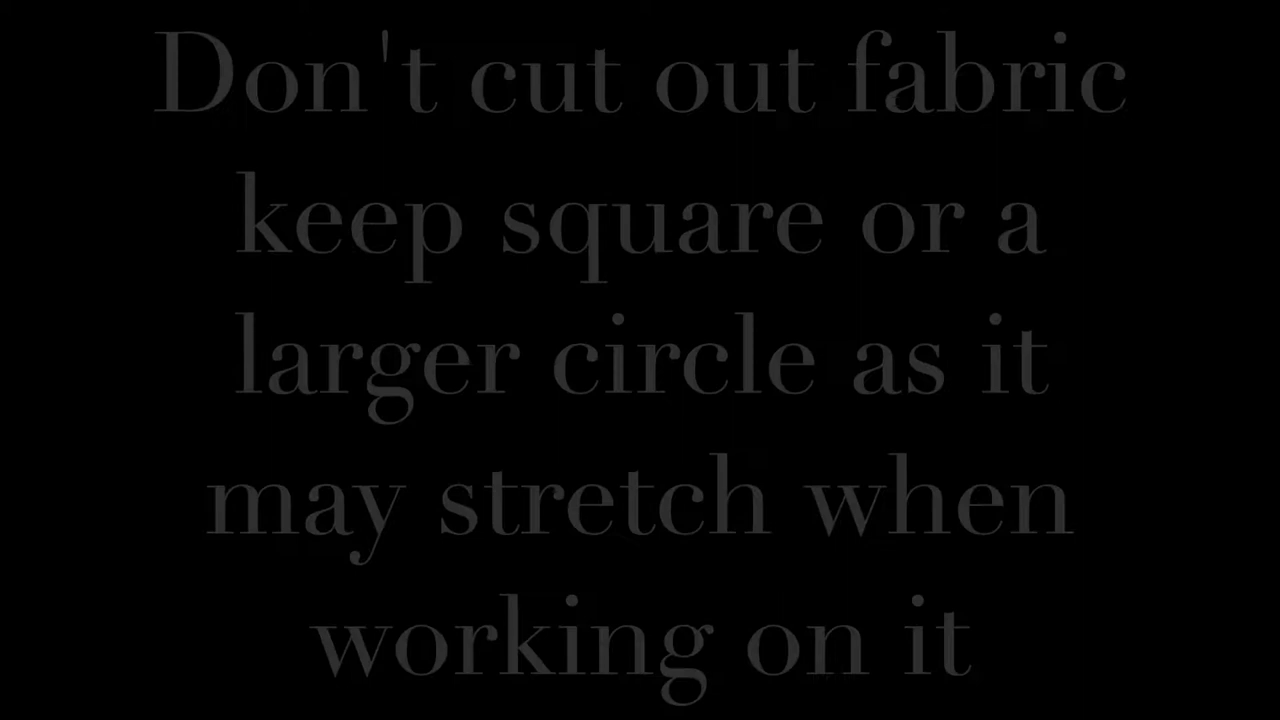 Don't cut out fabric
keep square or a
larger circle as it
may stretch when
working on it